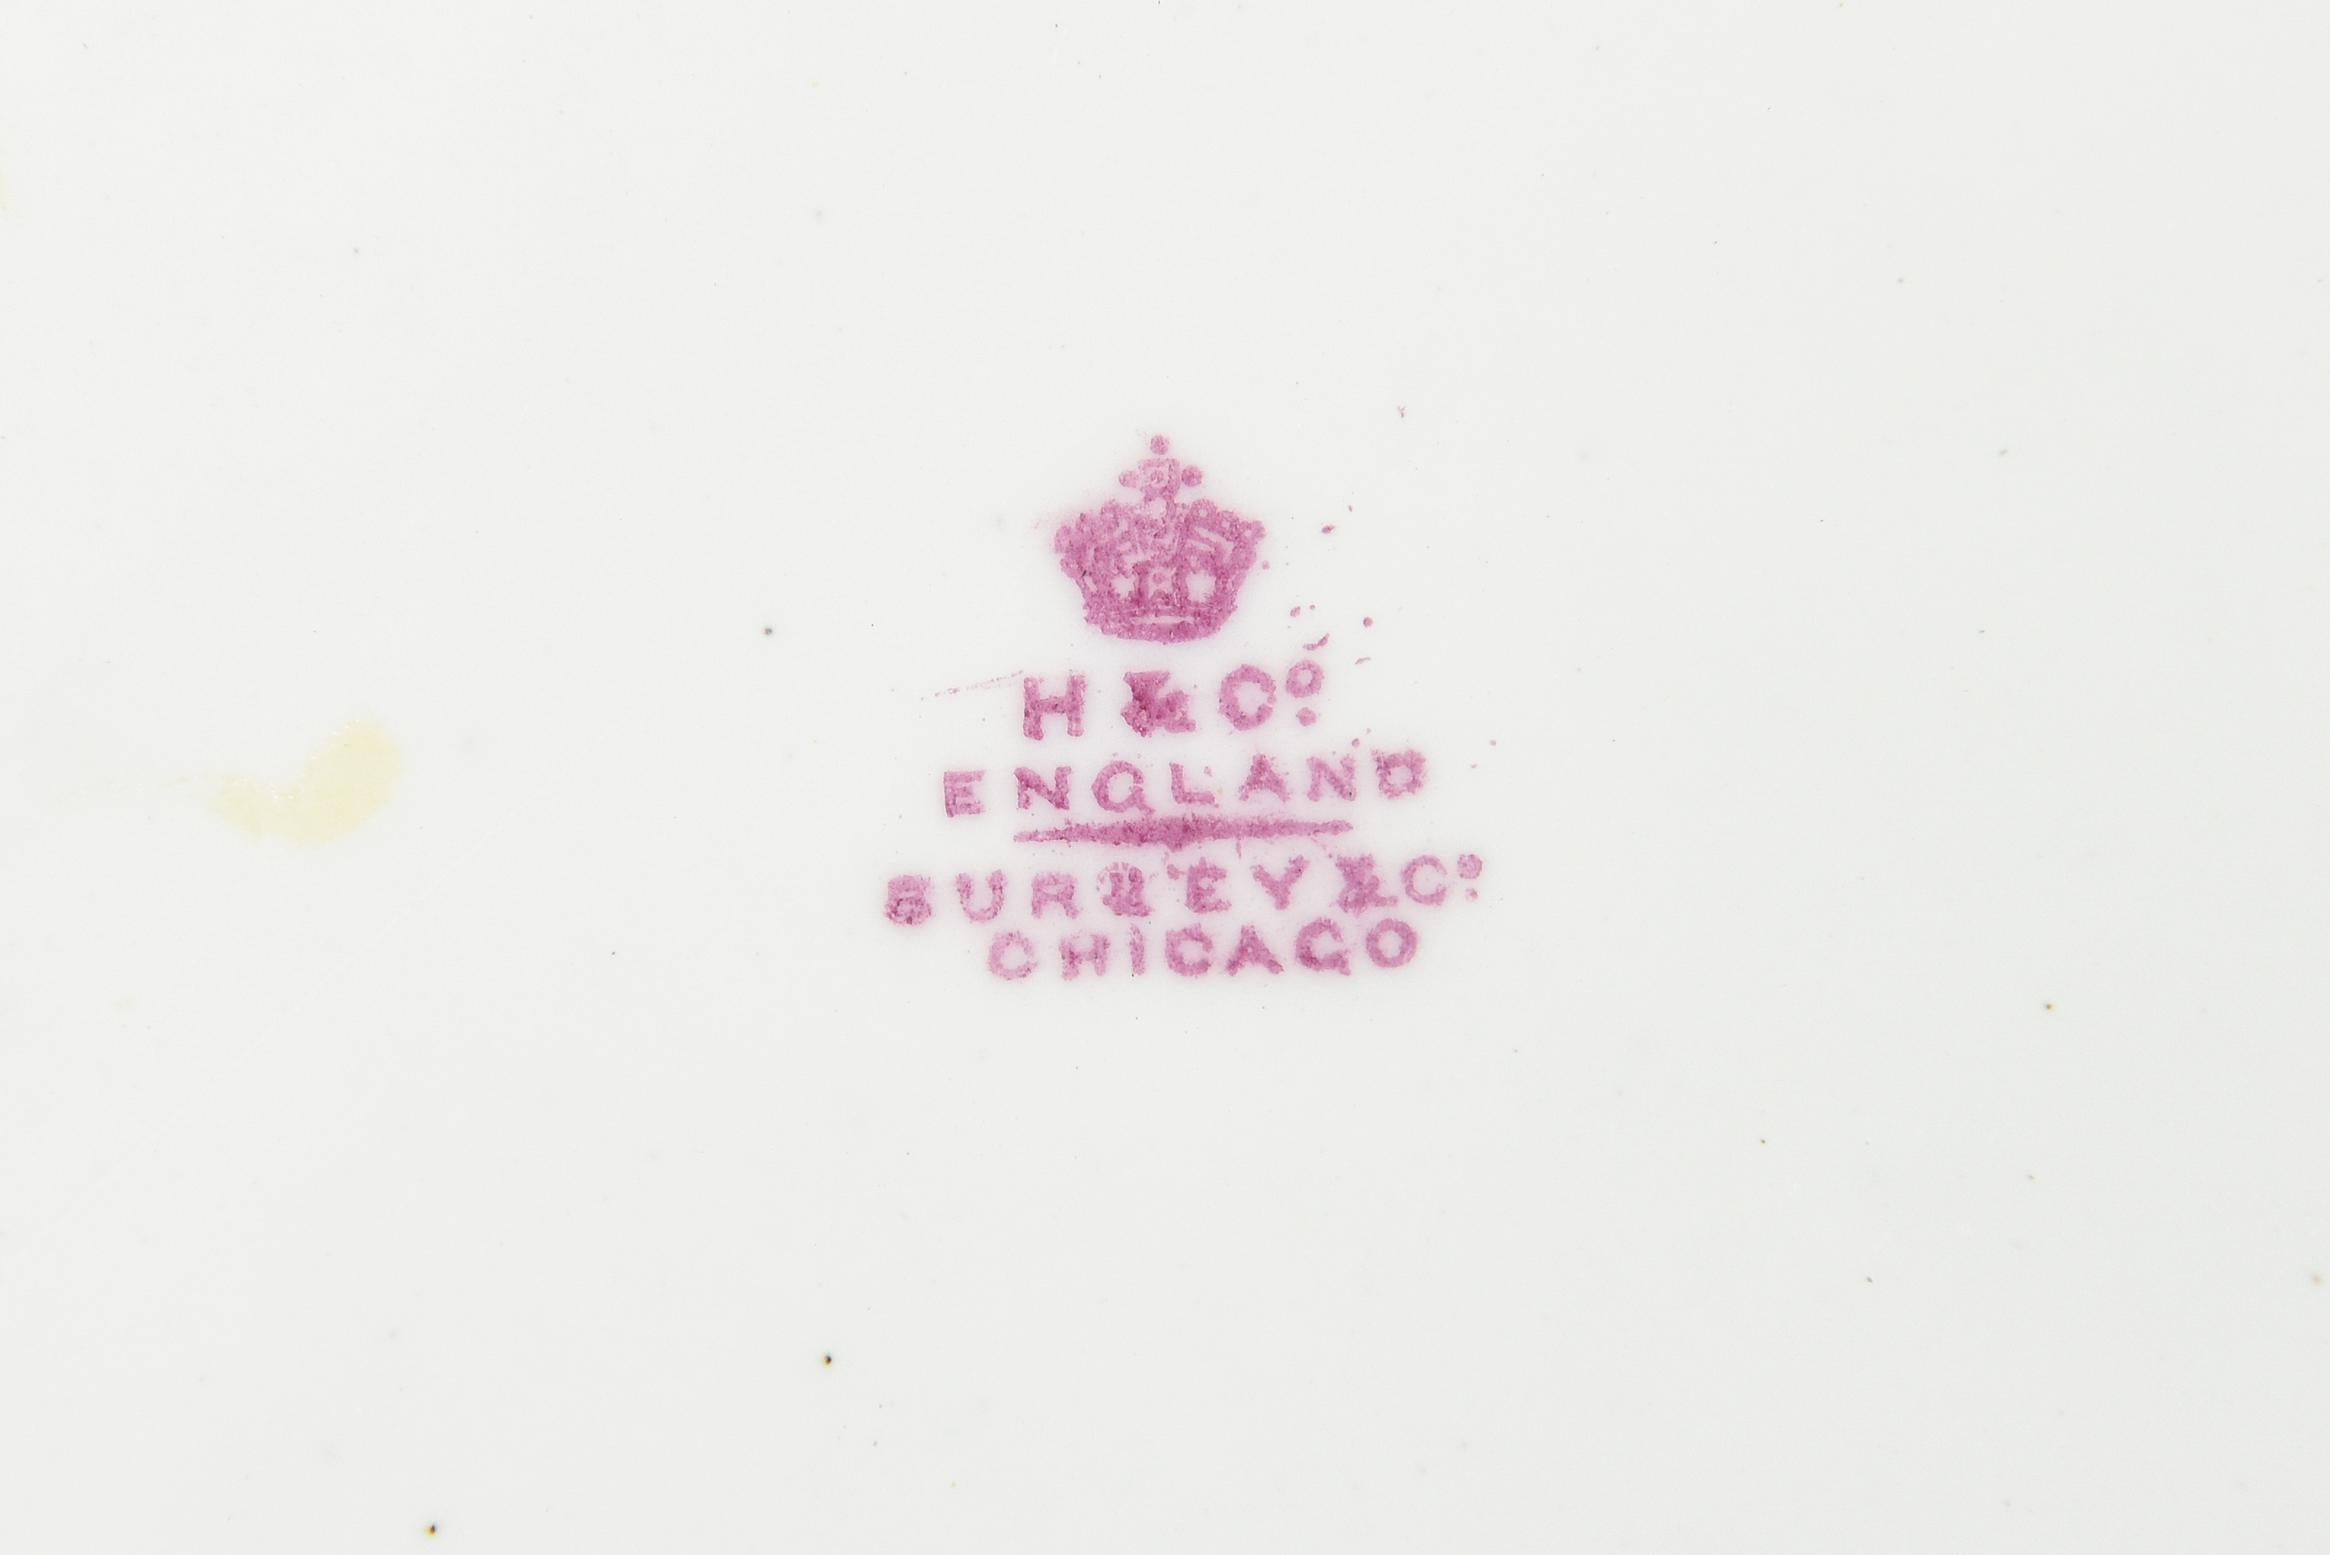 H & Cº.
ENGLAND
BURLEY & Cº.
CHICAGO